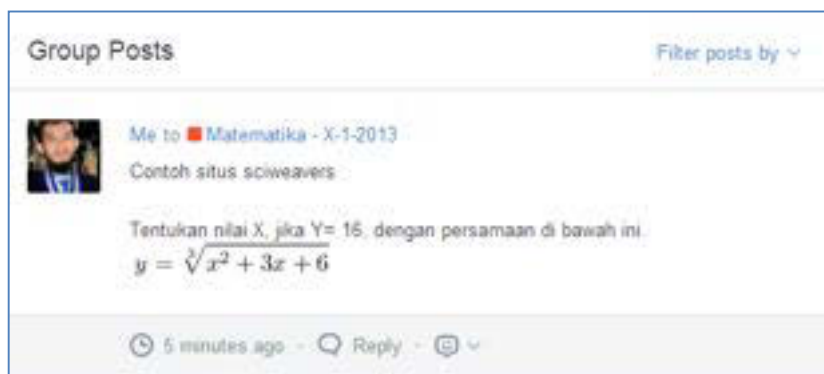 Group Posts
Filter posts by
Me to Matematika - X-1-2013
Contoh situs sciweavers
Tentukan nilai X, jika Y= 16, dengan persamaan di bawah ini.
y = ∛(x² + 3x + 6)
5 minutes ago · Reply ·